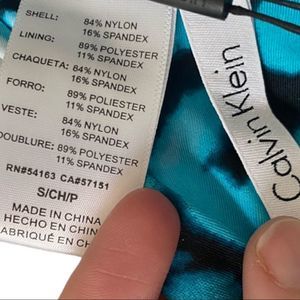 SHELL:
84% NYLON
16% SPANDEX
LINING:
89% POLYESTER
11% SPANDEX
CHAQUETA:
84% NYLON
16% SPANDEX
FORRO:
89% POLYESTER
11% SPANDEX
VESTE:
84% NYLON
16% SPANDEX
DOUBLURE:
89% POLYESTER
11% SPANDEX
RN#54163 CA#57151
S/CH/P
MADE IN CHINA
HECHO EN CHINA
FABRIQUÉ EN CH
Calvin Klein